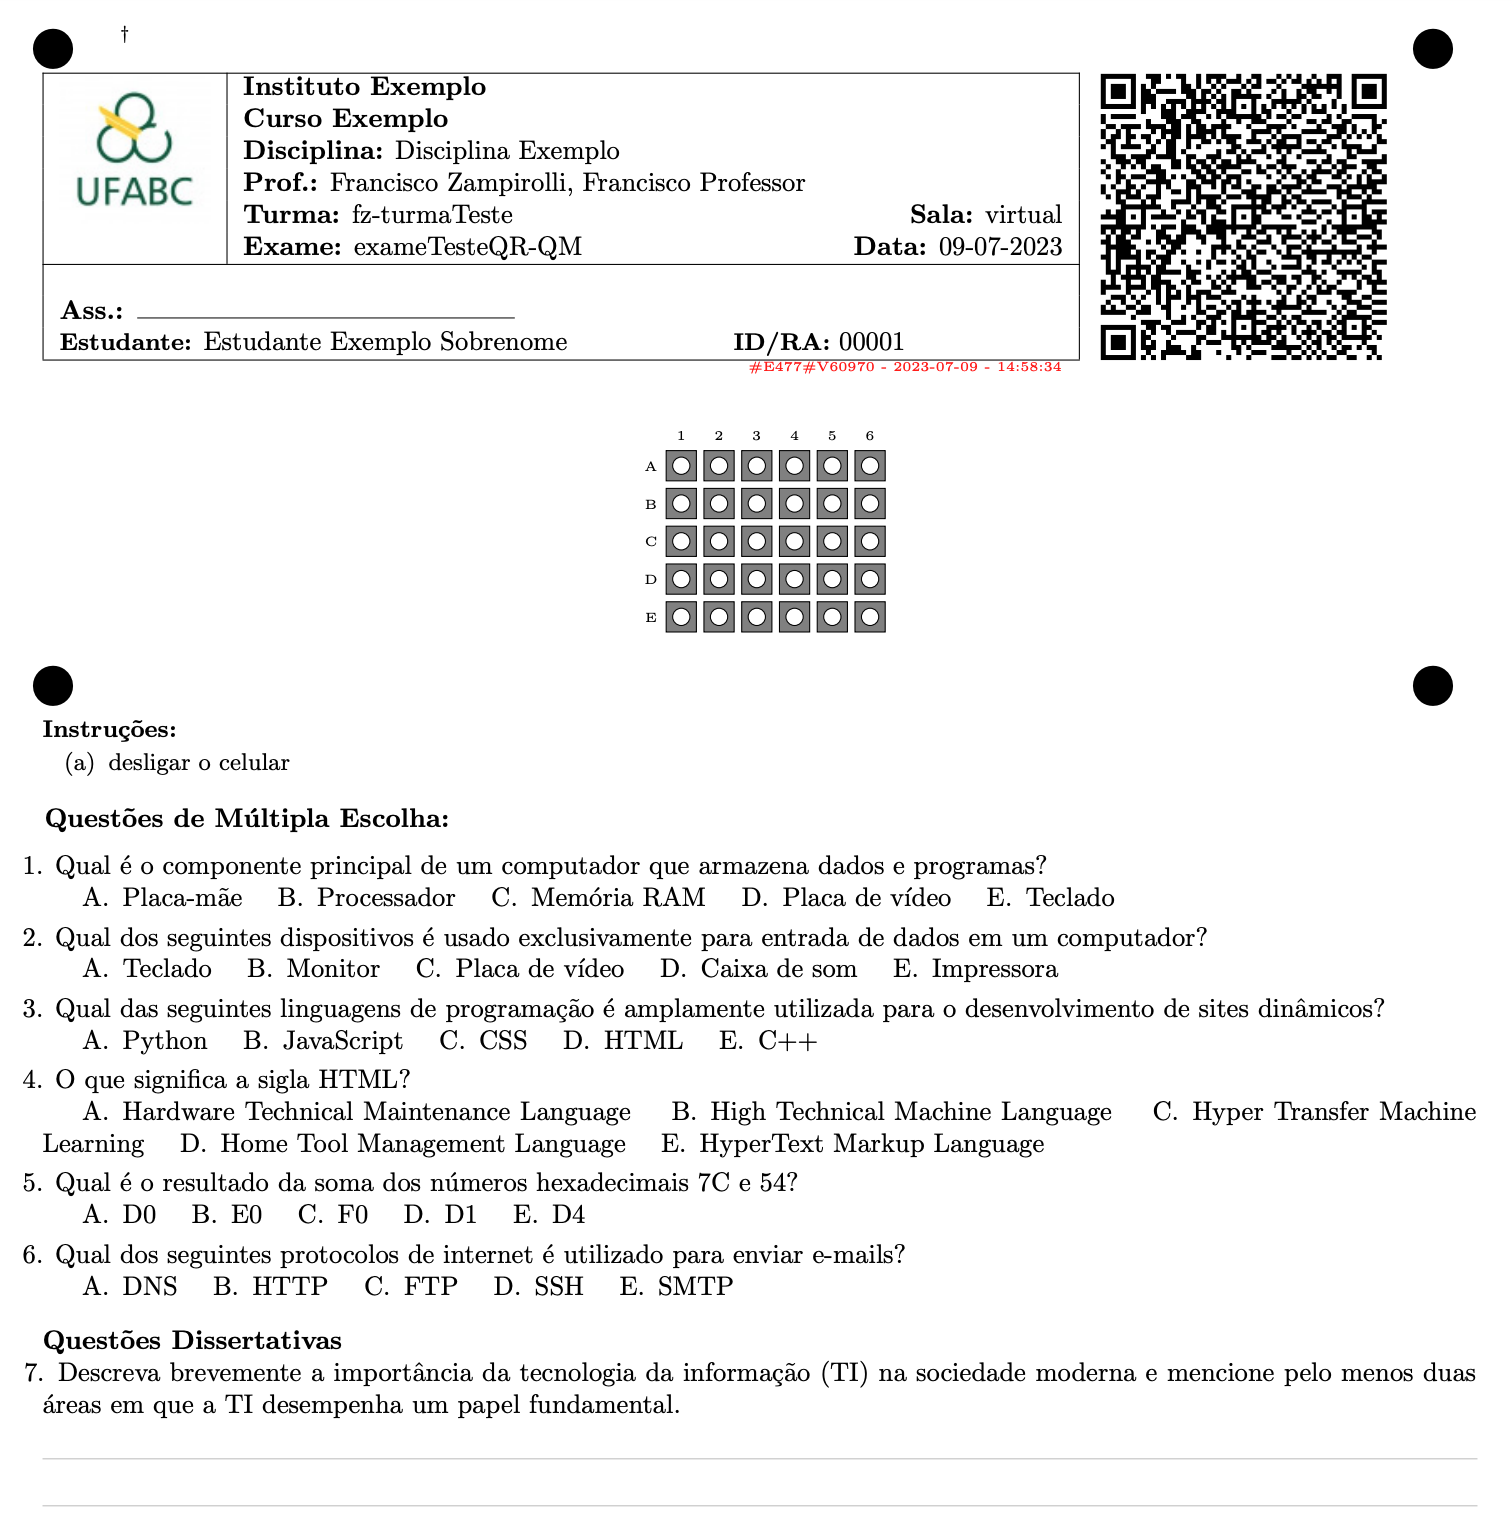 †
Instituto Exemplo
Curso Exemplo
Disciplina: Disciplina Exemplo
Prof.: Francisco Zampirolli, Francisco Professor
UFABC
Turma: fz-turmaTeste Sala: virtual
Exame: exameTesteQR-QM Data: 09-07-2023
Ass.:
Estudante: Estudante Exemplo Sobrenome ID/RA: 00001
#E477#V60970 - 2023-07-09 - 14:58:34
1 2 3 4 5 6
A
B
C
D
E
Instruções:
(a) desligar o celular
Questões de Múltipla Escolha:
1. Qual é o componente principal de um computador que armazena dados e programas?
A. Placa-mãe B. Processador C. Memória RAM D. Placa de vídeo E. Teclado
2. Qual dos seguintes dispositivos é usado exclusivamente para entrada de dados em um computador?
A. Teclado B. Monitor C. Placa de vídeo D. Caixa de som E. Impressora
3. Qual das seguintes linguagens de programação é amplamente utilizada para o desenvolvimento de sites dinâmicos?
A. Python B. JavaScript C. CSS D. HTML E. C++
4. O que significa a sigla HTML?
A. Hardware Technical Maintenance Language B. High Technical Machine Language C. Hyper Transfer Machine
Learning D. Home Tool Management Language E. HyperText Markup Language
5. Qual é o resultado da soma dos números hexadecimais 7C e 54?
A. D0 B. E0 C. F0 D. D1 E. D4
6. Qual dos seguintes protocolos de internet é utilizado para enviar e-mails?
A. DNS B. HTTP C. FTP D. SSH E. SMTP
Questões Dissertativas
7. Descreva brevemente a importância da tecnologia da informação (TI) na sociedade moderna e mencione pelo menos duas
áreas em que a TI desempenha um papel fundamental.